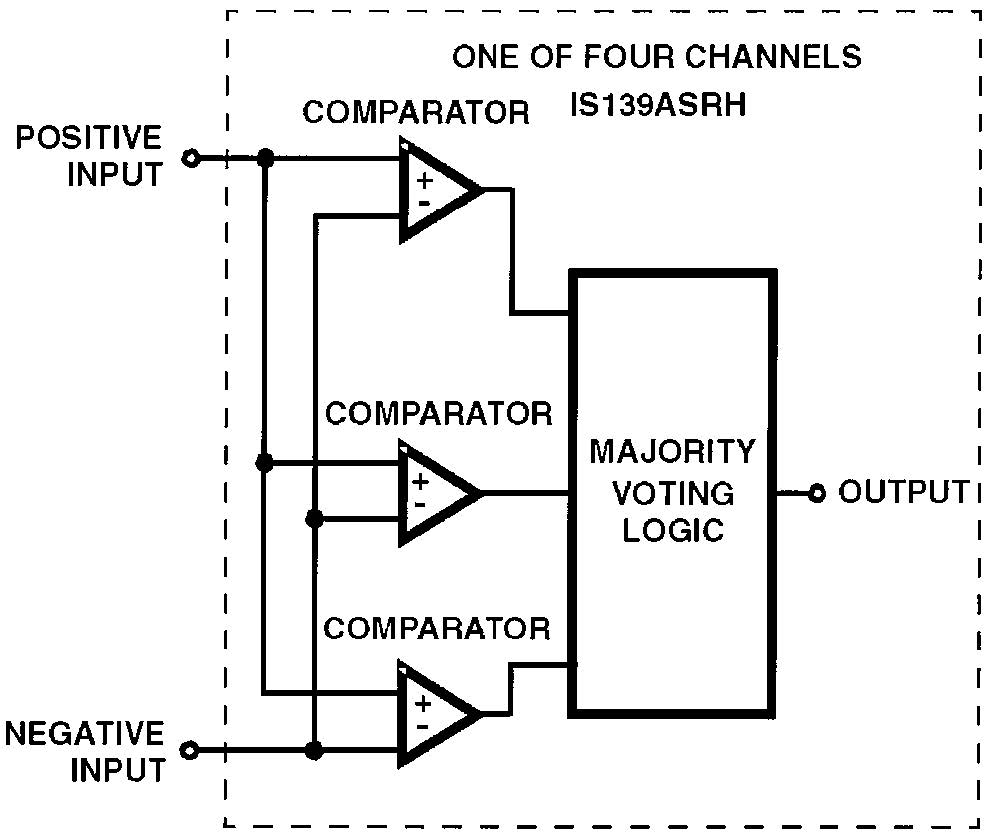 ONE OF FOUR CHANNELS
IS139ASRH
COMPARATOR
POSITIVE
INPUT
+
-
COMPARATOR
+
-
MAJORITY
VOTING
LOGIC
OUTPUT
COMPARATOR
+
-
NEGATIVE
INPUT